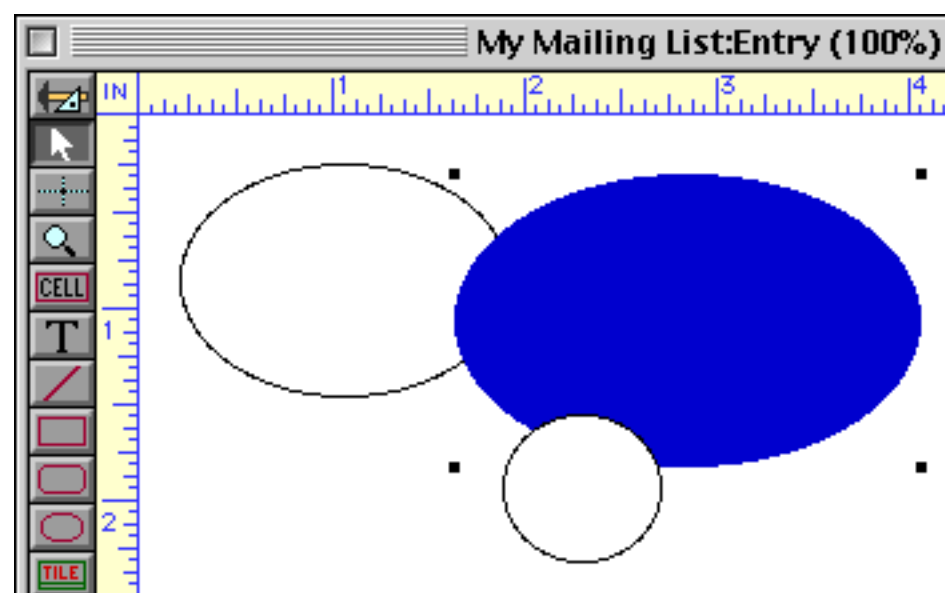 My Mailing List:Entry (100%)
IN 1 2 3 4
CELL
T
1
2
TILE